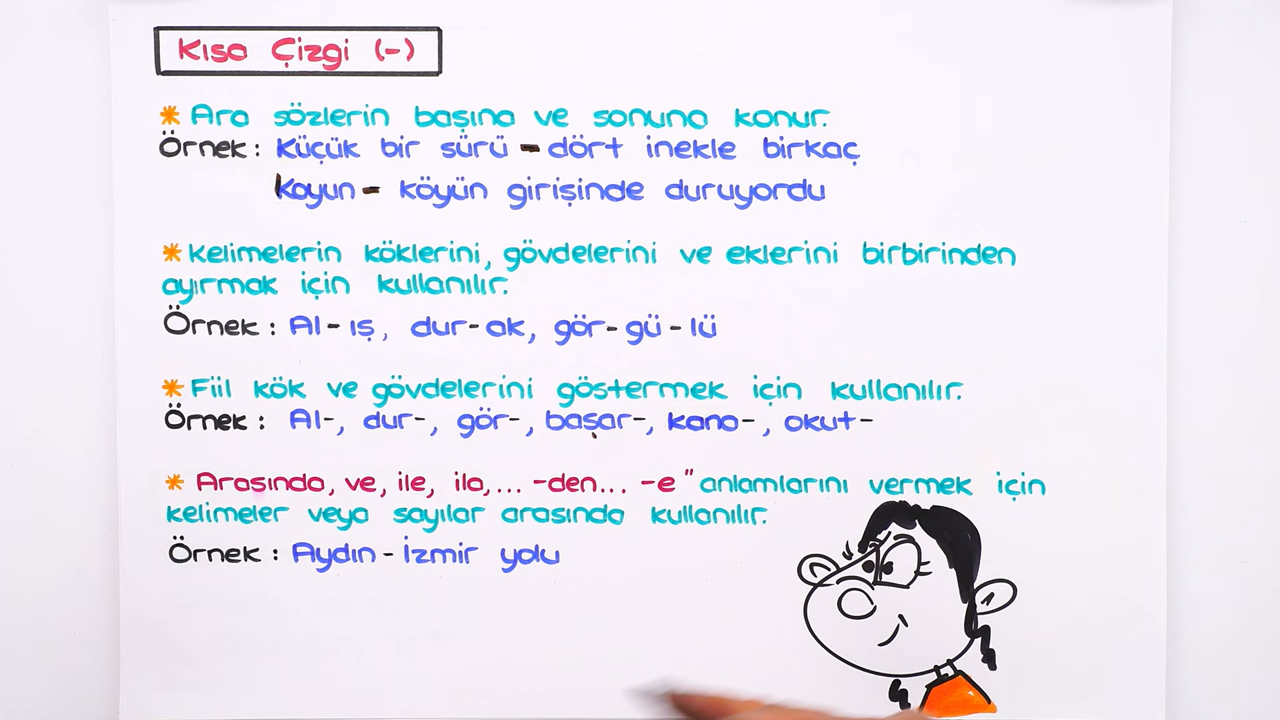 Kısa Çizgi (-)
* Ara sözlerin başına ve sonuna konur.
Örnek: Küçük bir sürü - dört inekle birkaç
koyun - köyün girişinde duruyordu
* Kelimelerin köklerini, gövdelerini ve eklerini birbirinden
ayırmak için kullanılır.
Örnek: Al-ış, dur-ak, gör-gü-lü
* Fiil kök ve gövdelerini göstermek için kullanılır.
Örnek: Al-, dur-, gör-, başar-, kana-, okut-
* Arasında, ve, ile, ila,... -den... -e" anlamlarını vermek için
kelimeler veya sayılar arasında kullanılır.
Örnek: Aydın - İzmir yolu